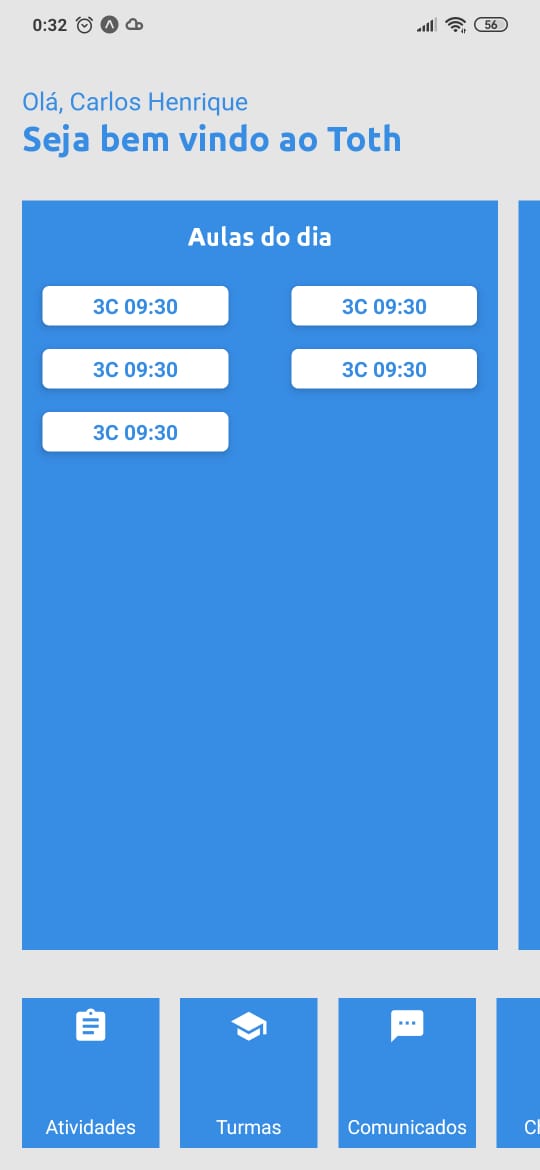 0:32 56
Olá, Carlos Henrique
Seja bem vindo ao Toth
Aulas do dia
3C 09:30 3C 09:30
3C 09:30 3C 09:30
3C 09:30
Atividades Turmas Comunicados